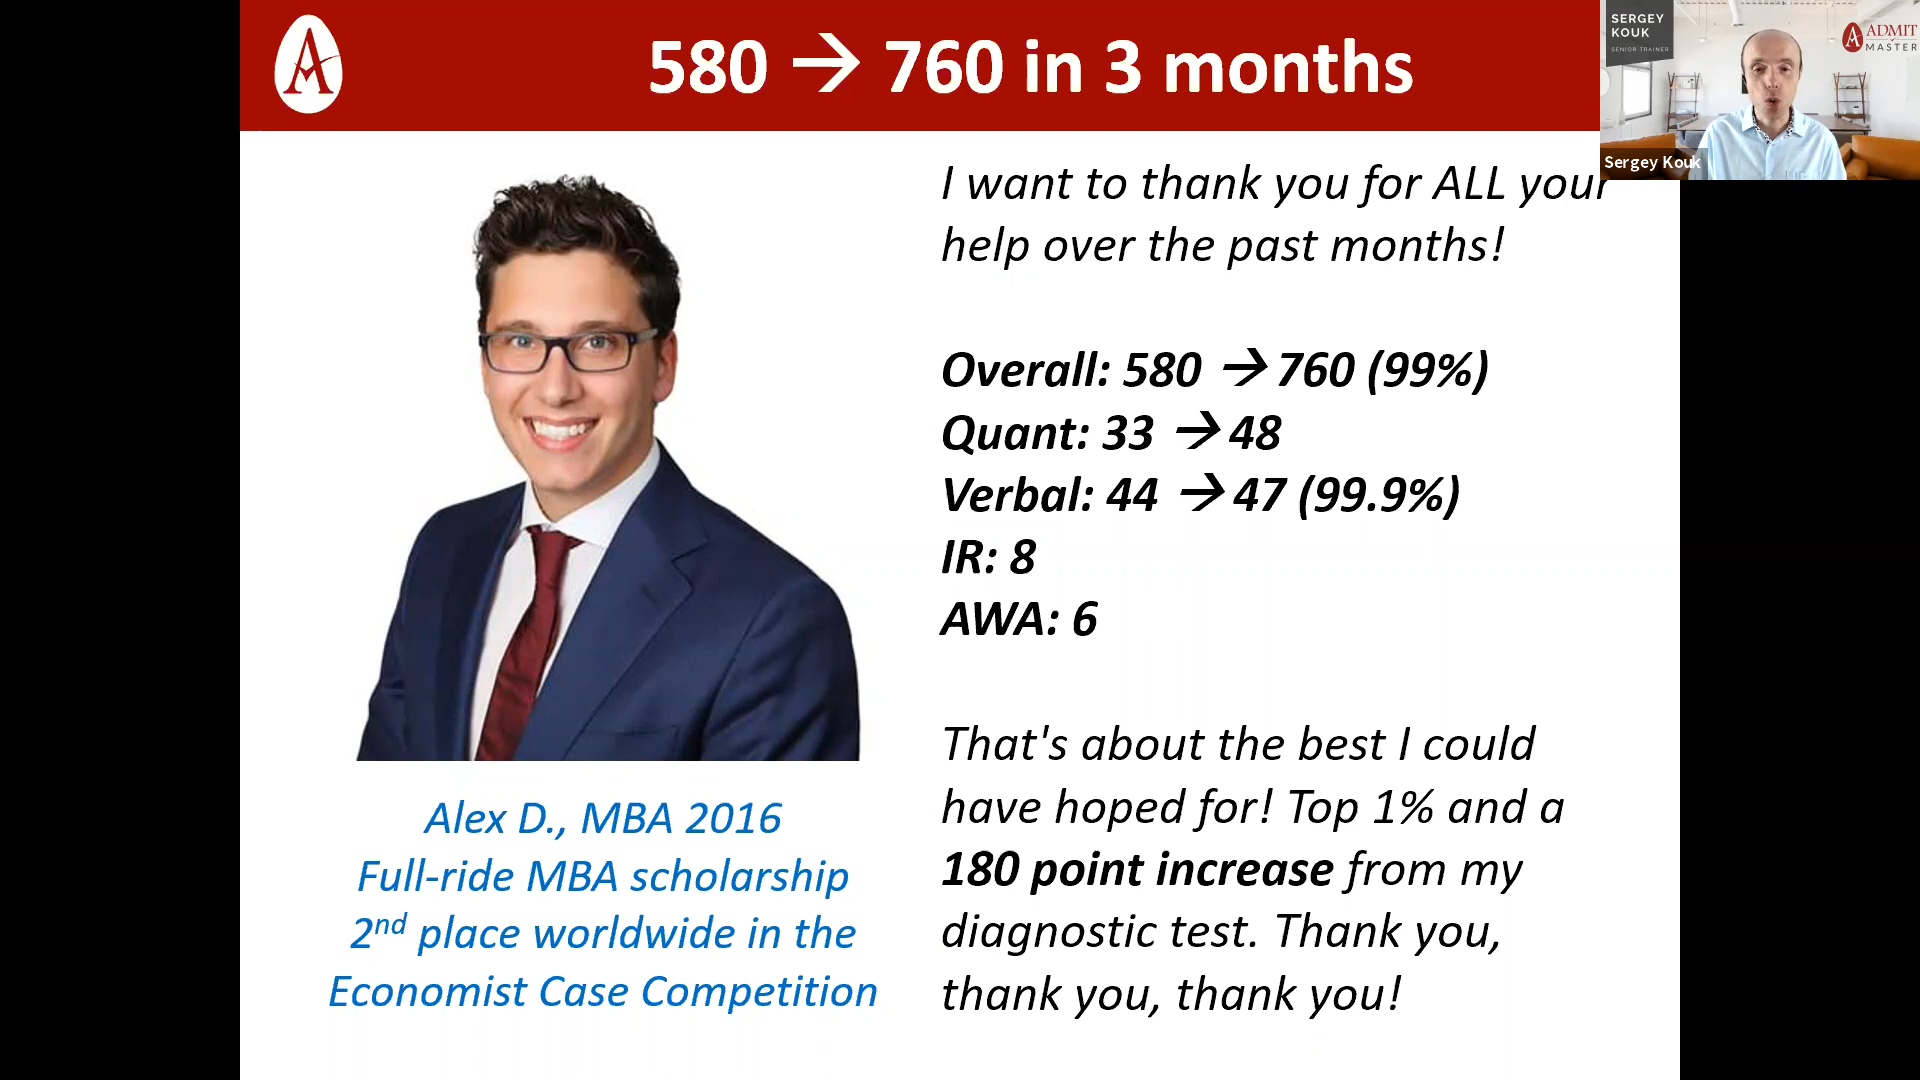 580 → 760 in 3 months
SERGEY
KOUK
SENIOR TRAINER
ADMIT
MASTER
Sergey Kouk
I want to thank you for ALL your
help over the past months!
Overall: 580 → 760 (99%)
Quant: 33 → 48
Verbal: 44 → 47 (99.9%)
IR: 8
AWA: 6
That's about the best I could
have hoped for! Top 1% and a
180 point increase from my
diagnostic test. Thank you,
thank you, thank you!
Alex D., MBA 2016
Full-ride MBA scholarship
2nd place worldwide in the
Economist Case Competition